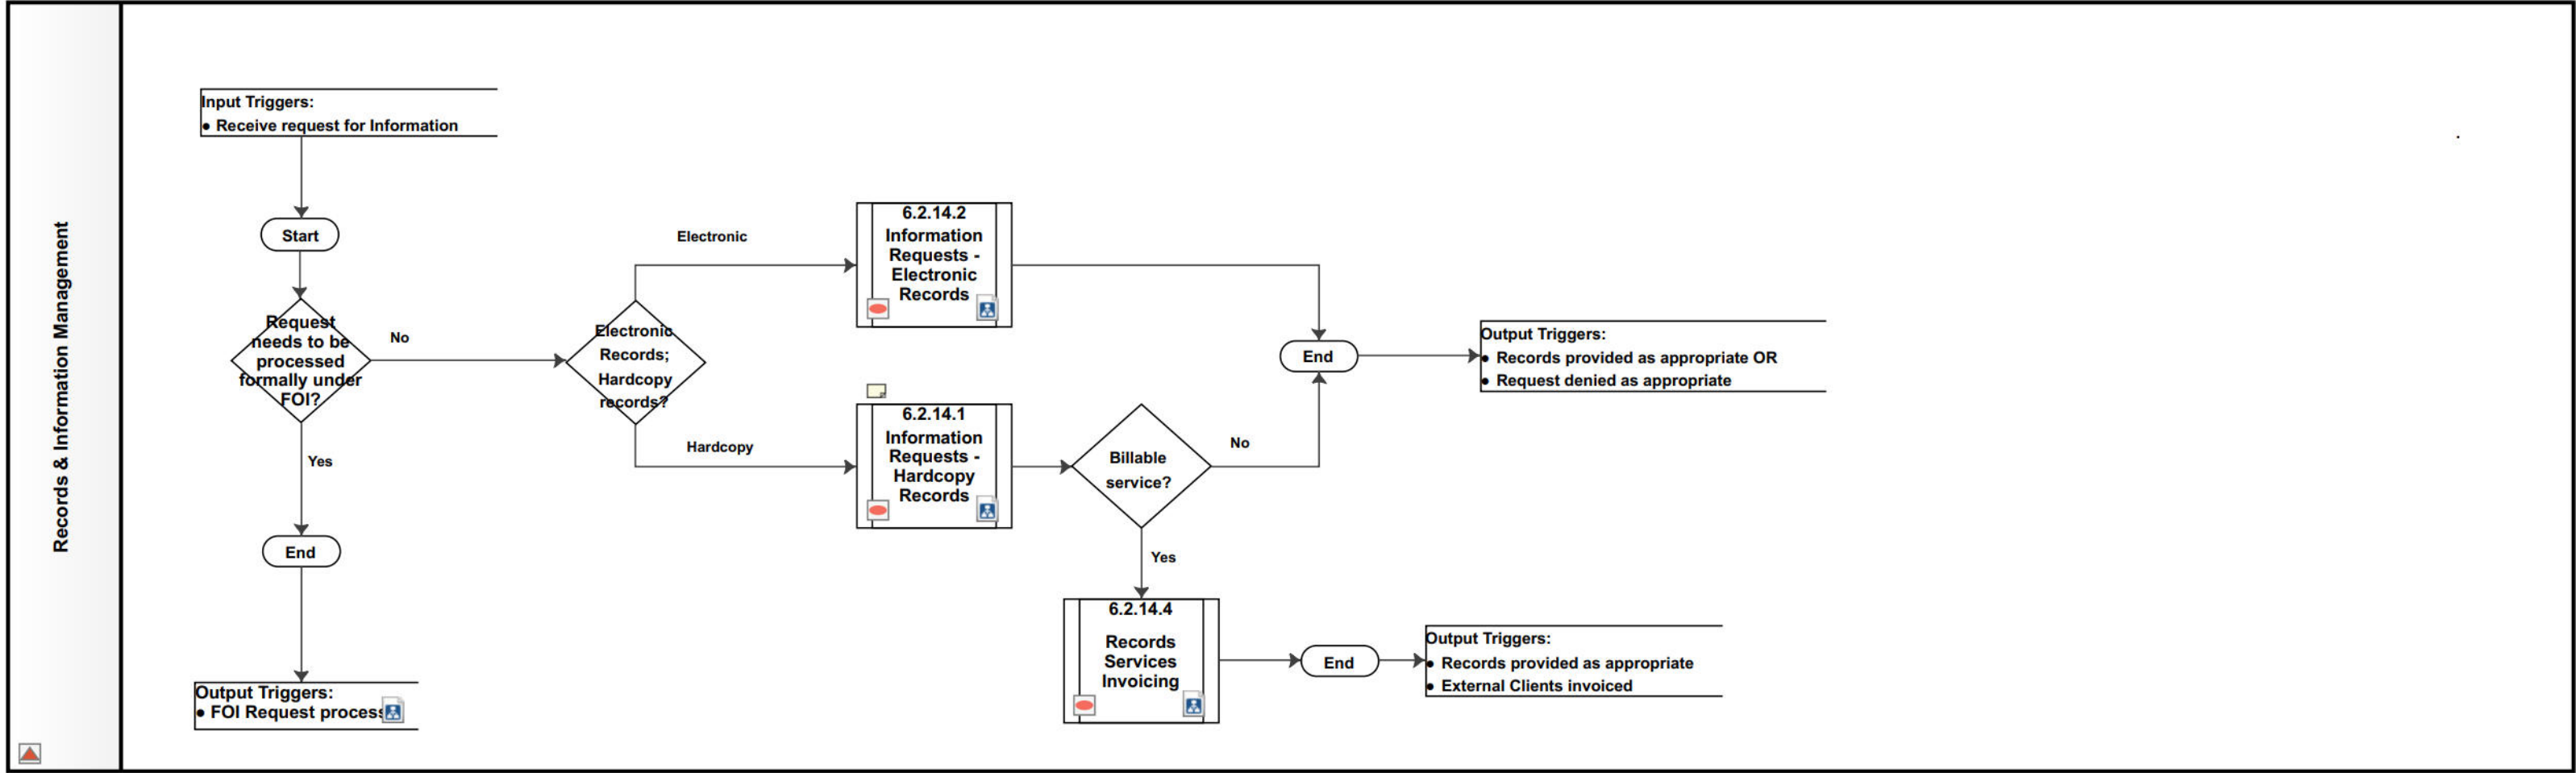 Records & Information Management
Input Triggers:
● Receive request for Information
Start
Request
needs to be
processed
formally under
FOI?
No
Yes
End
Output Triggers:
● FOI Request process
Electronic
Records;
Hardcopy
records?
Electronic
Hardcopy
6.2.14.2
Information
Requests -
Electronic
Records
6.2.14.1
Information
Requests -
Hardcopy
Records
Billable
service?
No
Yes
End
Output Triggers:
● Records provided as appropriate OR
● Request denied as appropriate
6.2.14.4
Records
Services
Invoicing
End
Output Triggers:
● Records provided as appropriate
● External Clients invoiced